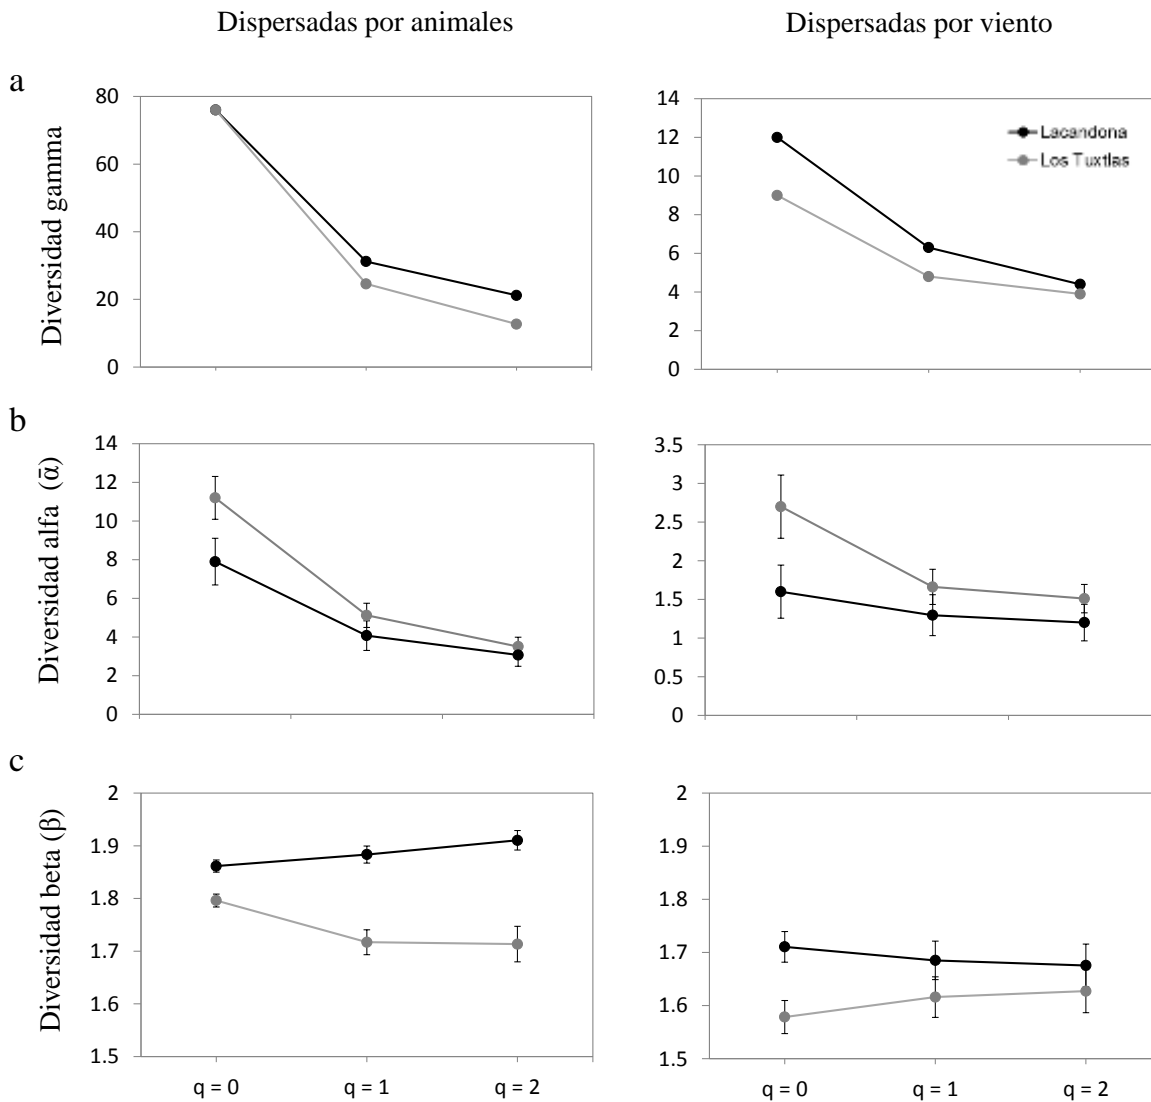 Dispersadas por animales
Dispersadas por viento
a
Diversidad gamma
80
60
40
20
0
14
12
10
8
6
4
2
0
Lacandona
Los Tuxtlas
b
Diversidad alfa (ᾱ)
14
12
10
8
6
4
2
0
3.5
3
2.5
2
1.5
1
0.5
0
c
Diversidad beta (β)
2
1.9
1.8
1.7
1.6
1.5
q = 0
q = 1
q = 2
2
1.9
1.8
1.7
1.6
1.5
q = 0
q = 1
q = 2